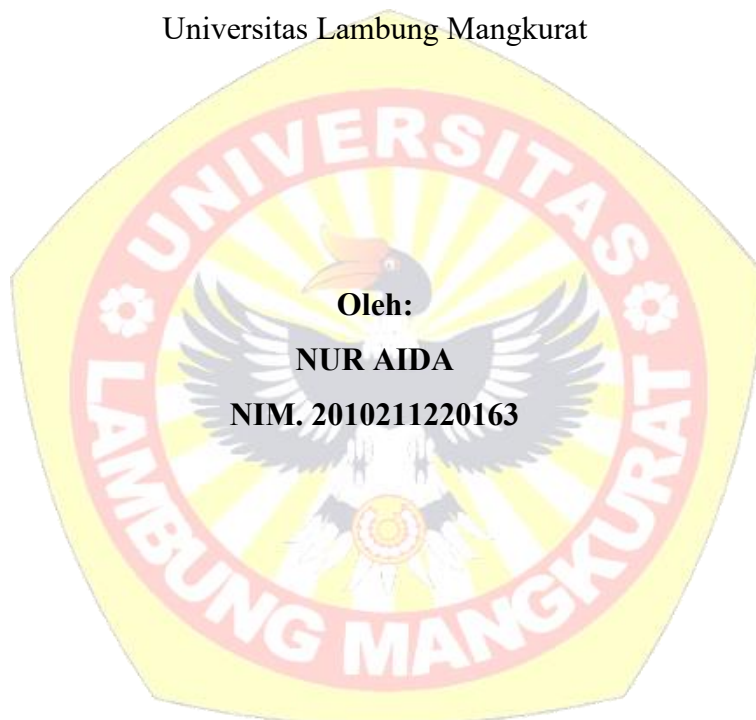 Universitas Lambung Mangkurat
UNIVERSITAS
Oleh:
NUR AIDA
NIM. 2010211220163
LAMBUNG MANGKURAT